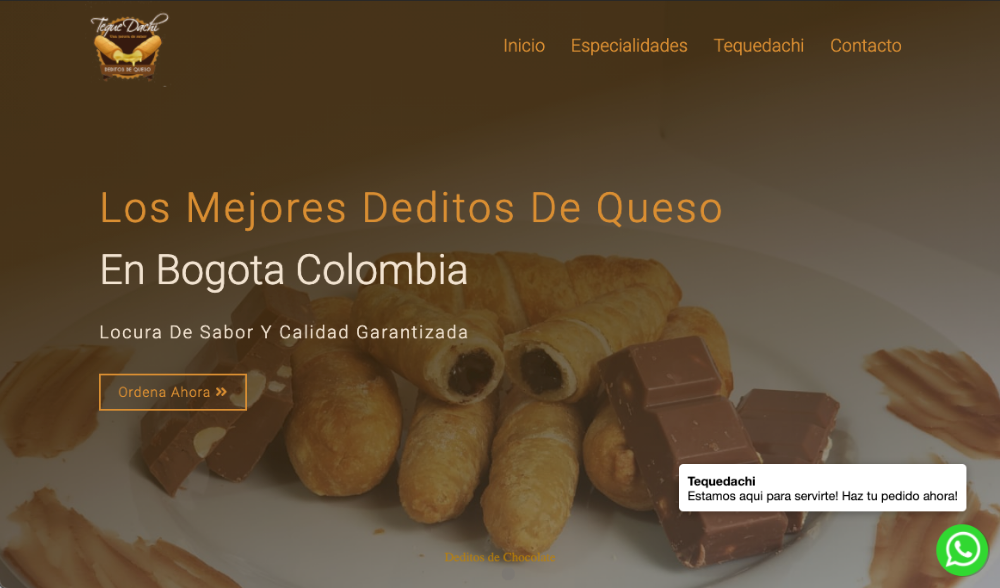 Teque Dachi
DEDITOS DE QUESO
Inicio Especialidades Tequedachi Contacto
Los Mejores Deditos De Queso
En Bogota Colombia
Locura De Sabor Y Calidad Garantizada
Ordena Ahora »
Tequedachi
Estamos aqui para servirte! Haz tu pedido ahora!
Deditos de Chocolate